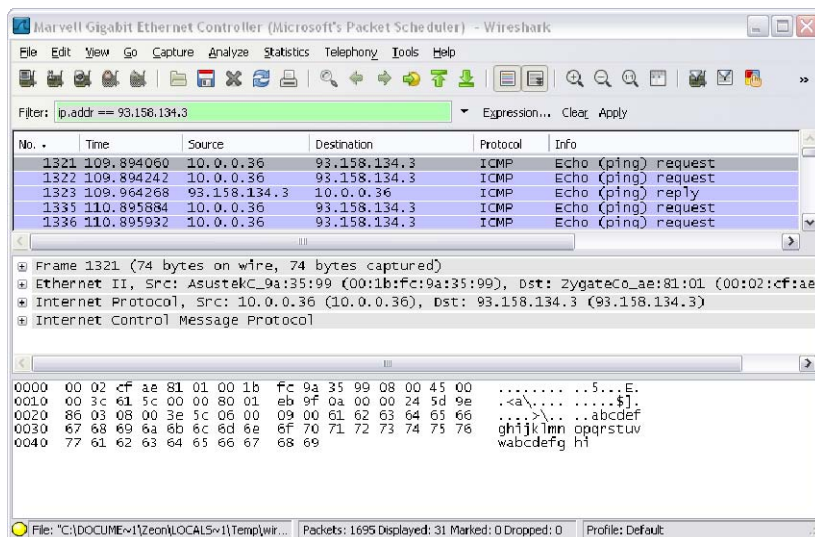 Marvell Gigabit Ethernet Controller (Microsoft's Packet Scheduler) - Wireshark
File Edit View Go Capture Analyze Statistics Telephony Tools Help
Filter: ip.addr == 93.158.134.3 Expression... Clear Apply
No. Time Source Destination Protocol Info
1321 109.894060 10.0.0.36 93.158.134.3 ICMP Echo (ping) request
1322 109.894242 10.0.0.36 93.158.134.3 ICMP Echo (ping) request
1323 109.964268 93.158.134.3 10.0.0.36 ICMP Echo (ping) reply
1335 110.895884 10.0.0.36 93.158.134.3 ICMP Echo (ping) request
1336 110.895932 10.0.0.36 93.158.134.3 ICMP Echo (ping) request
Frame 1321 (74 bytes on wire, 74 bytes captured)
Ethernet II, Src: AsustekC_9a:35:99 (00:1b:fc:9a:35:99), Dst: ZygateCo_ae:81:01 (00:02:cf:ae
Internet Protocol, Src: 10.0.0.36 (10.0.0.36), Dst: 93.158.134.3 (93.158.134.3)
Internet Control Message Protocol
0000 00 02 cf ae 81 01 00 1b fc 9a 35 99 08 00 45 00 ........ ..5...E.
0010 00 3c 61 5c 00 00 80 01 eb 9f 0a 00 00 24 5d 9e .<a\.... .....$].
0020 86 03 08 00 3e 5c 06 00 09 00 61 62 63 64 65 66 ....>\.. ..abcdef
0030 67 68 69 6a 6b 6c 6d 6e 6f 70 71 72 73 74 75 76 ghijklmn opqrstuv
0040 77 61 62 63 64 65 66 67 68 69 wabcdefg hi
File: "C:\DOCUME~1\Zeon\LOCALS~1\Temp\wir... Packets: 1695 Displayed: 31 Marked: 0 Dropped: 0 Profile: Default